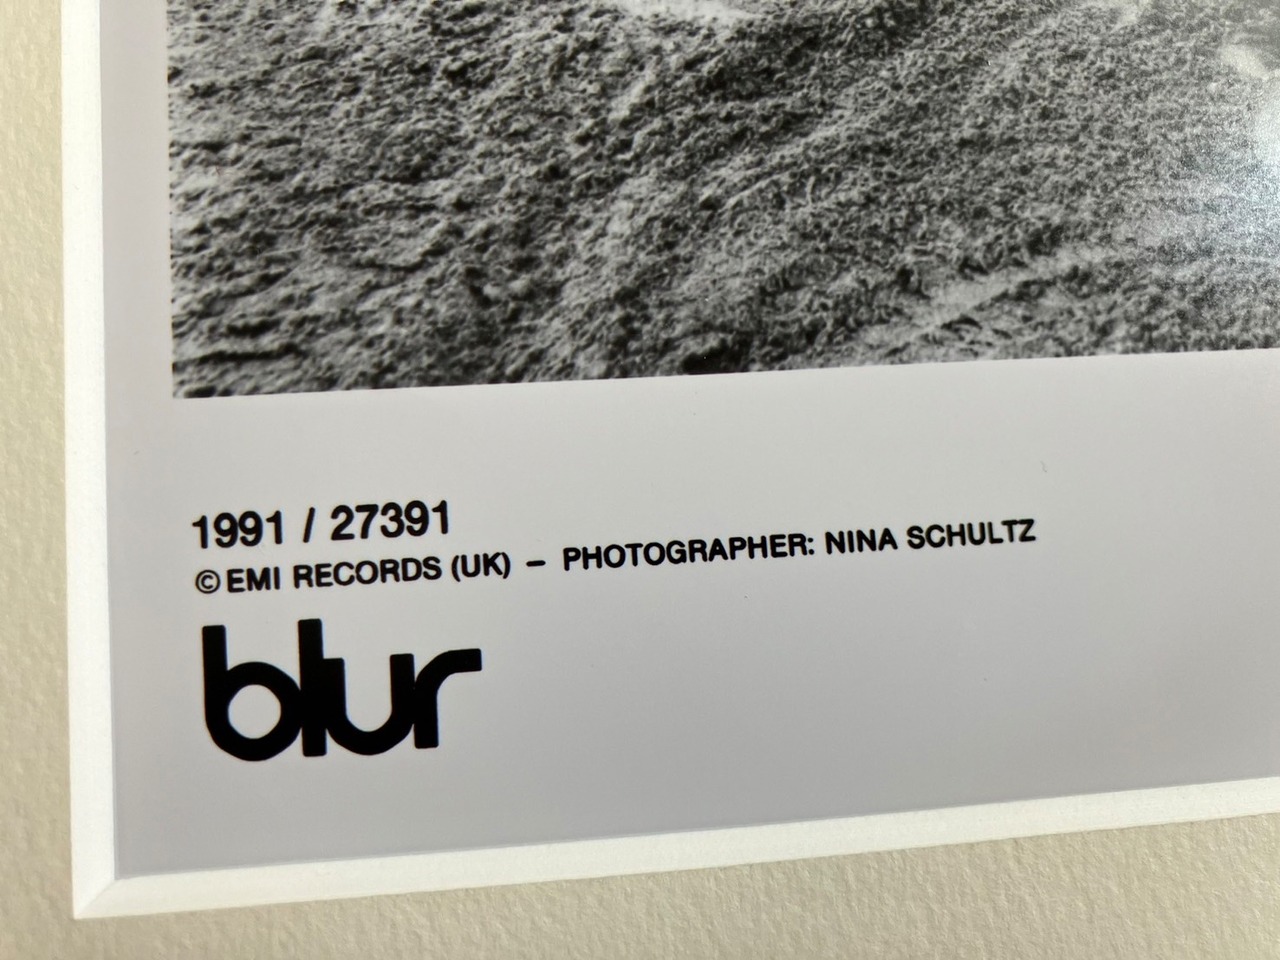 1991 / 27391
© EMI RECORDS (UK) – PHOTOGRAPHER: NINA SCHULTZ
blur